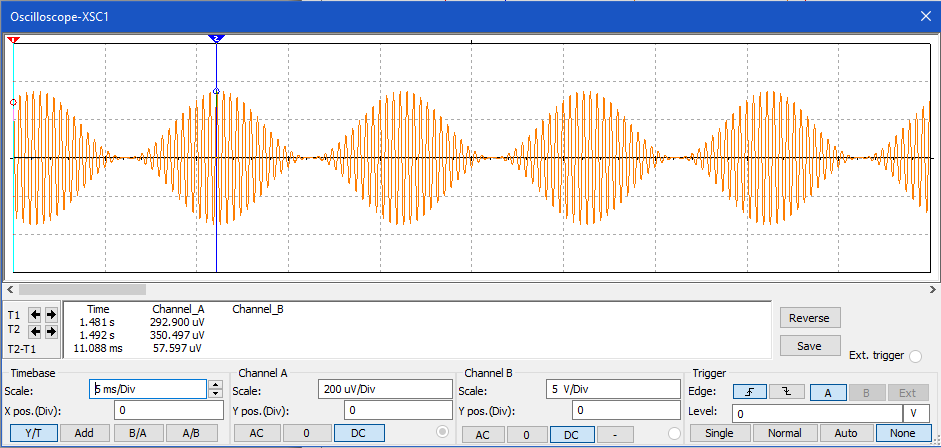 Oscilloscope-XSC1
1
2
Time Channel_A Channel_B
T1 1.481 s 292.900 uV
T2 1.492 s 350.497 uV
T2-T1 11.088 ms 57.597 uV
Reverse
Save
Ext. trigger
Timebase Channel A Channel B Trigger
Scale: 5 ms/Div Scale: 200 uV/Div Scale: 5 V/Div Edge: A B Ext
X pos.(Div): 0 Y pos.(Div): 0 Y pos.(Div): 0 Level: 0 V
Y/T Add B/A A/B AC 0 DC AC 0 DC - Single Normal Auto None